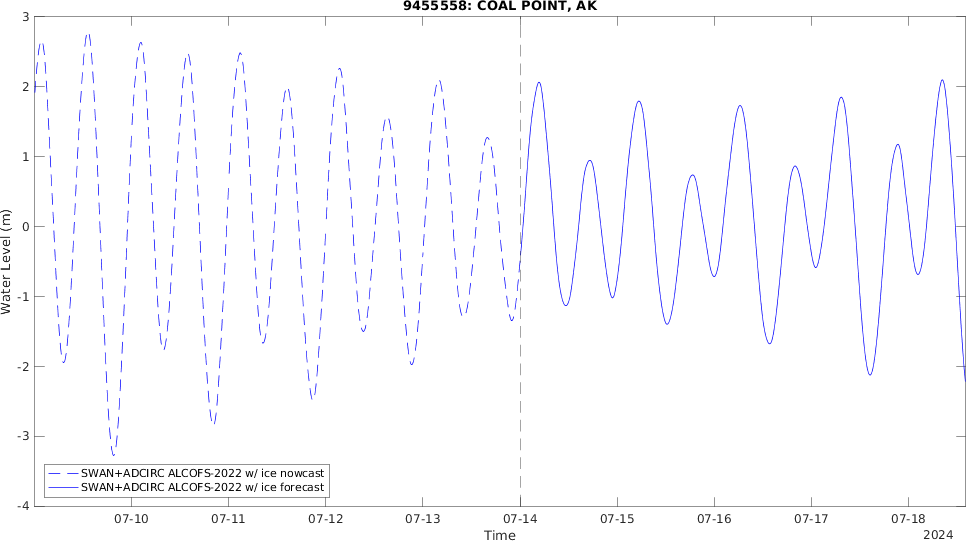 9455558: COAL POINT, AK
3
2
1
0
-1
-2
-3
-4
Water Level (m)
SWAN+ADCIRC ALCOFS-2022 w/ ice nowcast
SWAN+ADCIRC ALCOFS-2022 w/ ice forecast
07-10 07-11 07-12 07-13 07-14 07-15 07-16 07-17 07-18
Time
2024